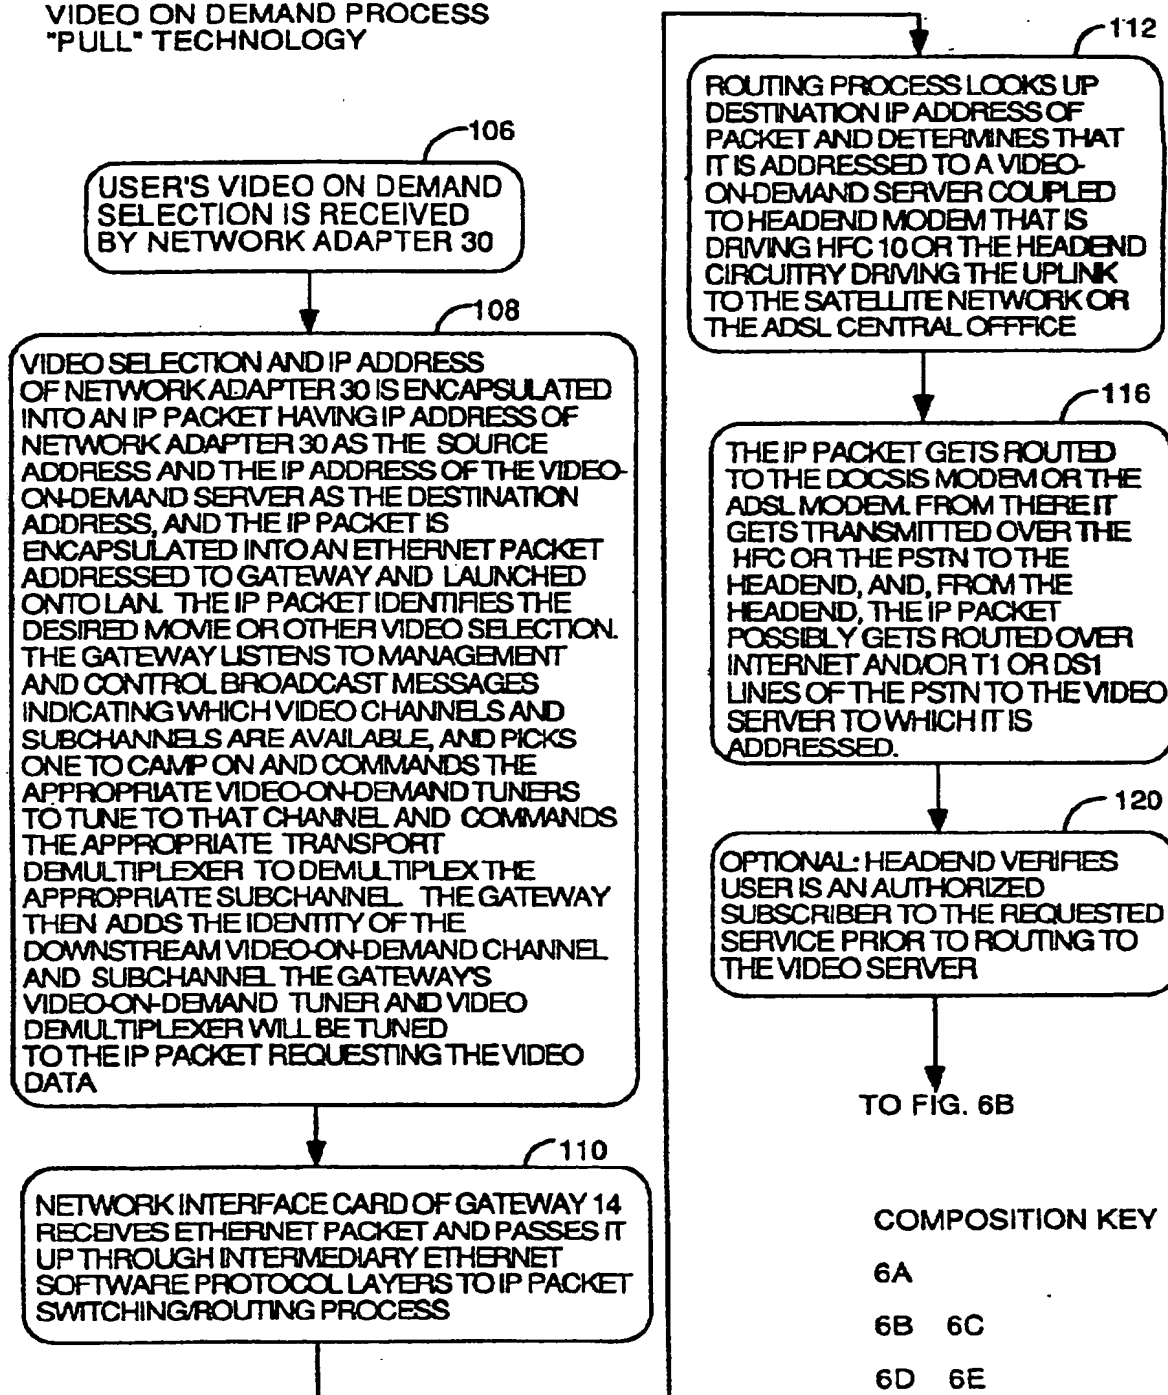 VIDEO ON DEMAND PROCESS
"PULL" TECHNOLOGY
106
USER'S VIDEO ON DEMAND
SELECTION IS RECEIVED
BY NETWORK ADAPTER 30
108
VIDEO SELECTION AND IP ADDRESS
OF NETWORK ADAPTER 30 IS ENCAPSULATED
INTO AN IP PACKET HAVING IP ADDRESS OF
NETWORK ADAPTER 30 AS THE SOURCE
ADDRESS AND THE IP ADDRESS OF THE VIDEO-
ON-DEMAND SERVER AS THE DESTINATION
ADDRESS, AND THE IP PACKET IS
ENCAPSULATED INTO AN ETHERNET PACKET
ADDRESSED TO GATEWAY AND LAUNCHED
ONTO LAN. THE IP PACKET IDENTIFIES THE
DESIRED MOVIE OR OTHER VIDEO SELECTION.
THE GATEWAY LISTENS TO MANAGEMENT
AND CONTROL BROADCAST MESSAGES
INDICATING WHICH VIDEO CHANNELS AND
SUBCHANNELS ARE AVAILABLE, AND PICKS
ONE TO CAMP ON AND COMMANDS THE
APPROPRIATE VIDEO-ON-DEMAND TUNERS
TO TUNE TO THAT CHANNEL AND COMMANDS
THE APPROPRIATE TRANSPORT
DEMULTIPLEXER TO DEMULTIPLEX THE
APPROPRIATE SUBCHANNEL. THE GATEWAY
THEN ADDS THE IDENTITY OF THE
DOWNSTREAM VIDEO-ON-DEMAND CHANNEL
AND SUBCHANNEL THE GATEWAY'S
VIDEO-ON-DEMAND TUNER AND VIDEO
DEMULTIPLEXER WILL BE TUNED
TO THE IP PACKET REQUESTING THE VIDEO
DATA
110
NETWORK INTERFACE CARD OF GATEWAY 14
RECEIVES ETHERNET PACKET AND PASSES IT
UP THROUGH INTERMEDIARY ETHERNET
SOFTWARE PROTOCOL LAYERS TO IP PACKET
SWITCHING/ROUTING PROCESS
112
ROUTING PROCESS LOOKS UP
DESTINATION IP ADDRESS OF
PACKET AND DETERMINES THAT
IT IS ADDRESSED TO A VIDEO-
ON-DEMAND SERVER COUPLED
TO HEADEND MODEM THAT IS
DRIVING HFC 10 OR THE HEADEND
CIRCUITRY DRIVING THE UPLINK
TO THE SATELLITE NETWORK OR
THE ADSL CENTRAL OFFFICE
116
THE IP PACKET GETS ROUTED
TO THE DOCSIS MODEM OR THE
ADSL MODEM. FROM THERE IT
GETS TRANSMITTED OVER THE
HFC OR THE PSTN TO THE
HEADEND, AND, FROM THE
HEADEND, THE IP PACKET
POSSIBLY GETS ROUTED OVER
INTERNET AND/OR T1 OR DS1
LINES OF THE PSTN TO THE VIDEO
SERVER TO WHICH IT IS
ADDRESSED.
120
OPTIONAL: HEADEND VERIFIES
USER IS AN AUTHORIZED
SUBSCRIBER TO THE REQUESTED
SERVICE PRIOR TO ROUTING TO
THE VIDEO SERVER
TO FIG. 6B
COMPOSITION KEY
6A
6B 6C
6D 6E